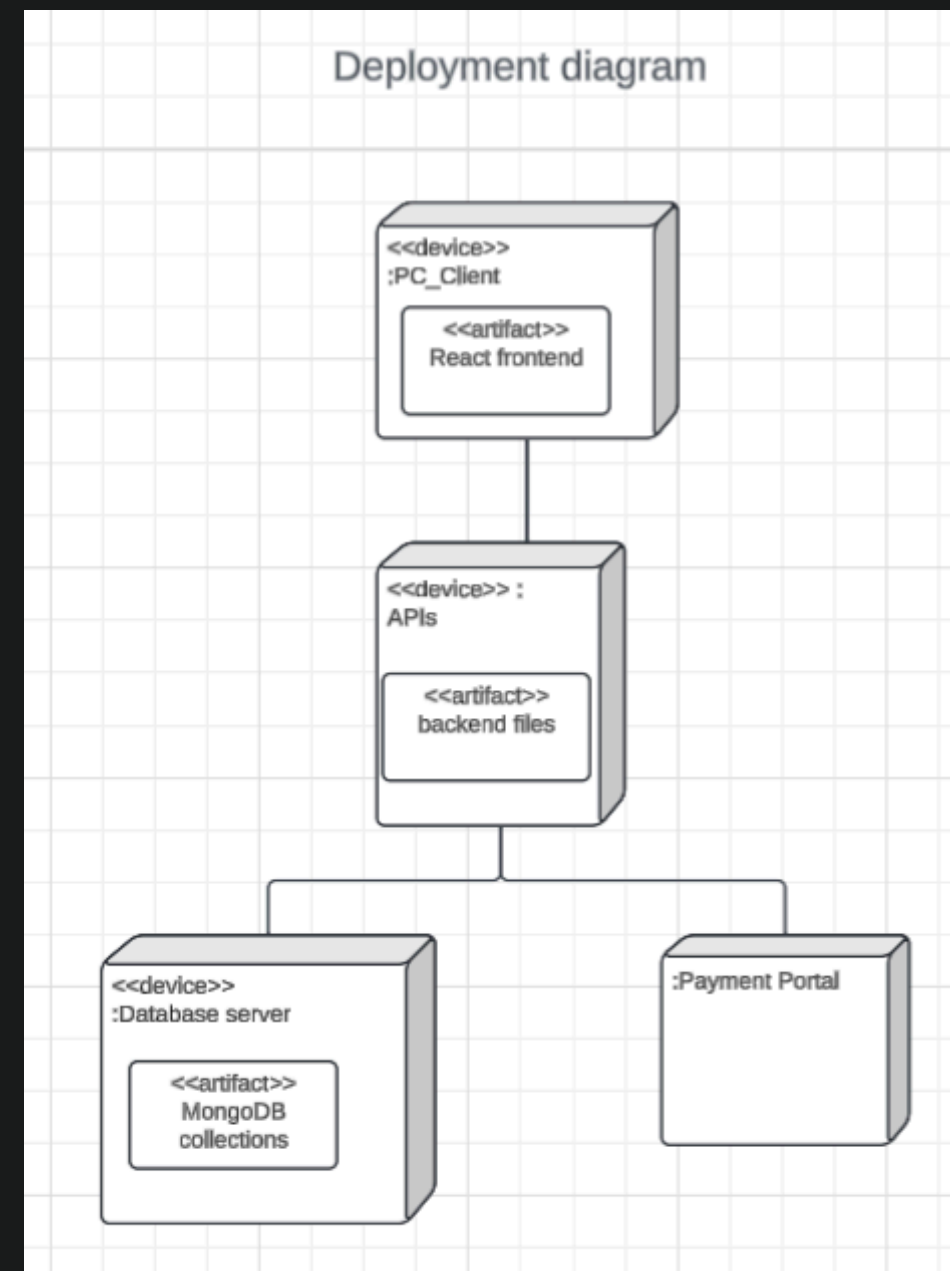 Deployment diagram
<<device>>
:PC_Client
<<artifact>>
React frontend
<<device>> :
APIs
<<artifact>>
backend files
<<device>>
:Database server
<<artifact>>
MongoDB
collections
:Payment Portal